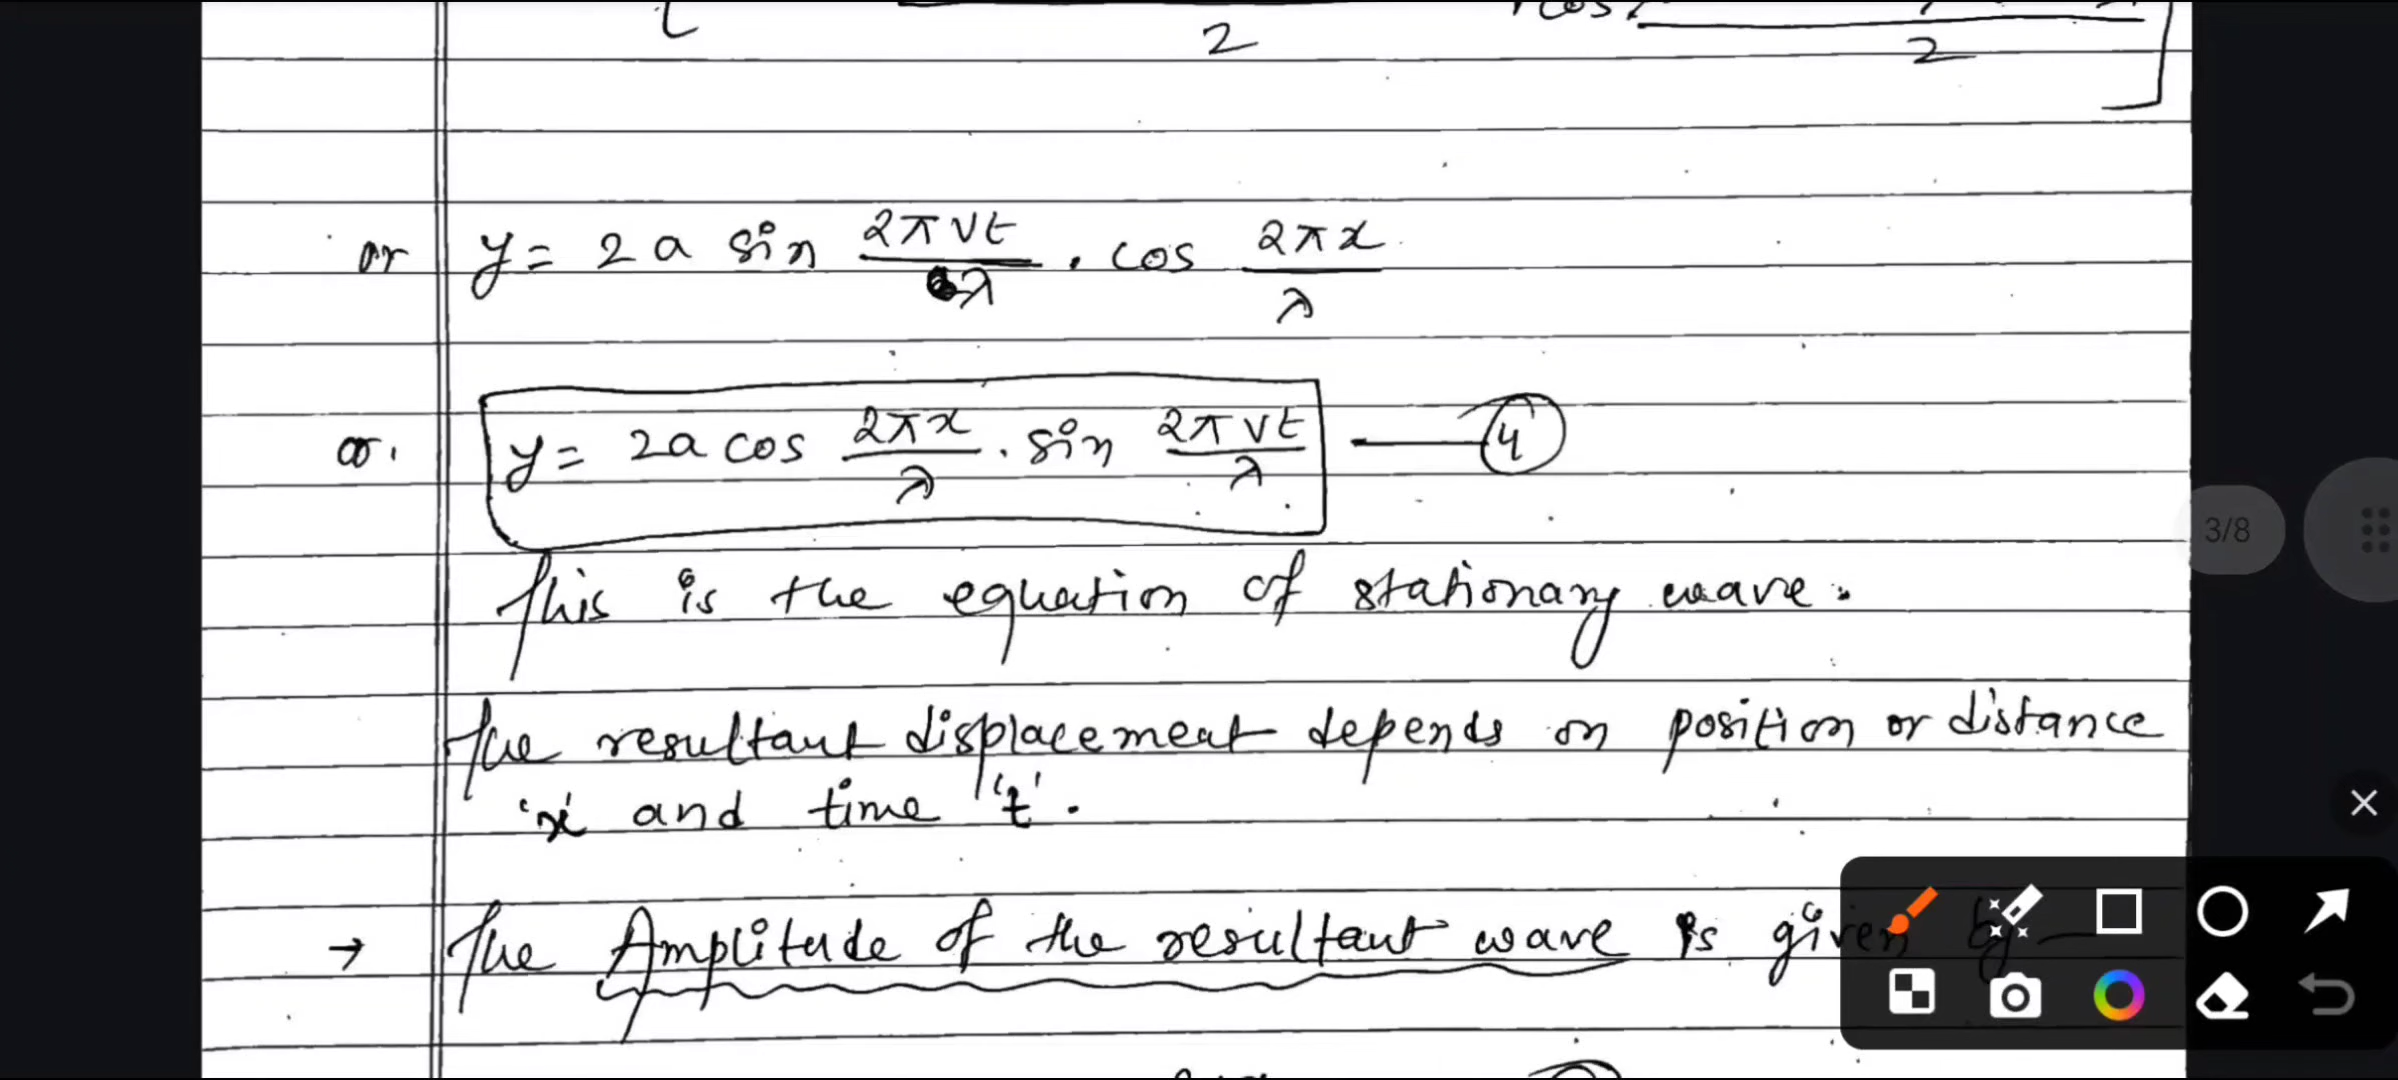 2
2
or y = 2 a sin 2πvt/λ . cos 2πx/λ
or. y = 2a cos 2πx/λ . sin 2πvt/λ — 4
This is the equation of stationary wave.
3/8
The resultant displacement depends on position or distance
'x' and time 't'.
→ The Amplitude of the resultant wave is given by —